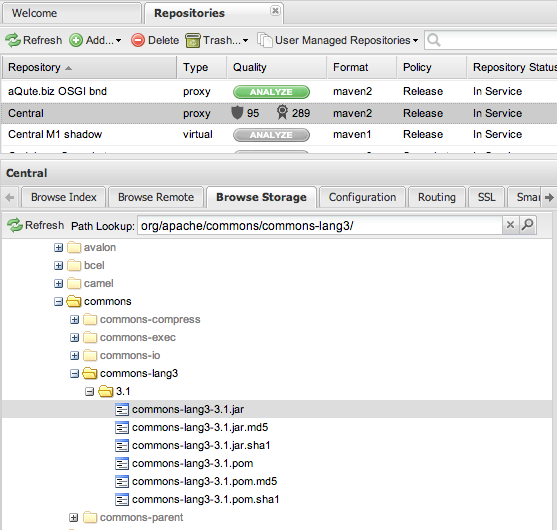 Welcome Repositories
Refresh Add... Delete Trash... User Managed Repositories
Repository Type Quality Format Policy Repository Status
aQute.biz OSGI bnd proxy ANALYZE maven2 Release In Service
Central proxy 95 289 maven2 Release In Service
Central M1 shadow virtual ANALYZE maven1 Release In Service
Central
Browse Index Browse Remote Browse Storage Configuration Routing SSL Smar
Refresh Path Lookup: org/apache/commons/commons-lang3/
avalon
bcel
camel
commons
commons-compress
commons-exec
commons-io
commons-lang3
3.1
commons-lang3-3.1.jar
commons-lang3-3.1.jar.md5
commons-lang3-3.1.jar.sha1
commons-lang3-3.1.pom
commons-lang3-3.1.pom.md5
commons-lang3-3.1.pom.sha1
commons-parent